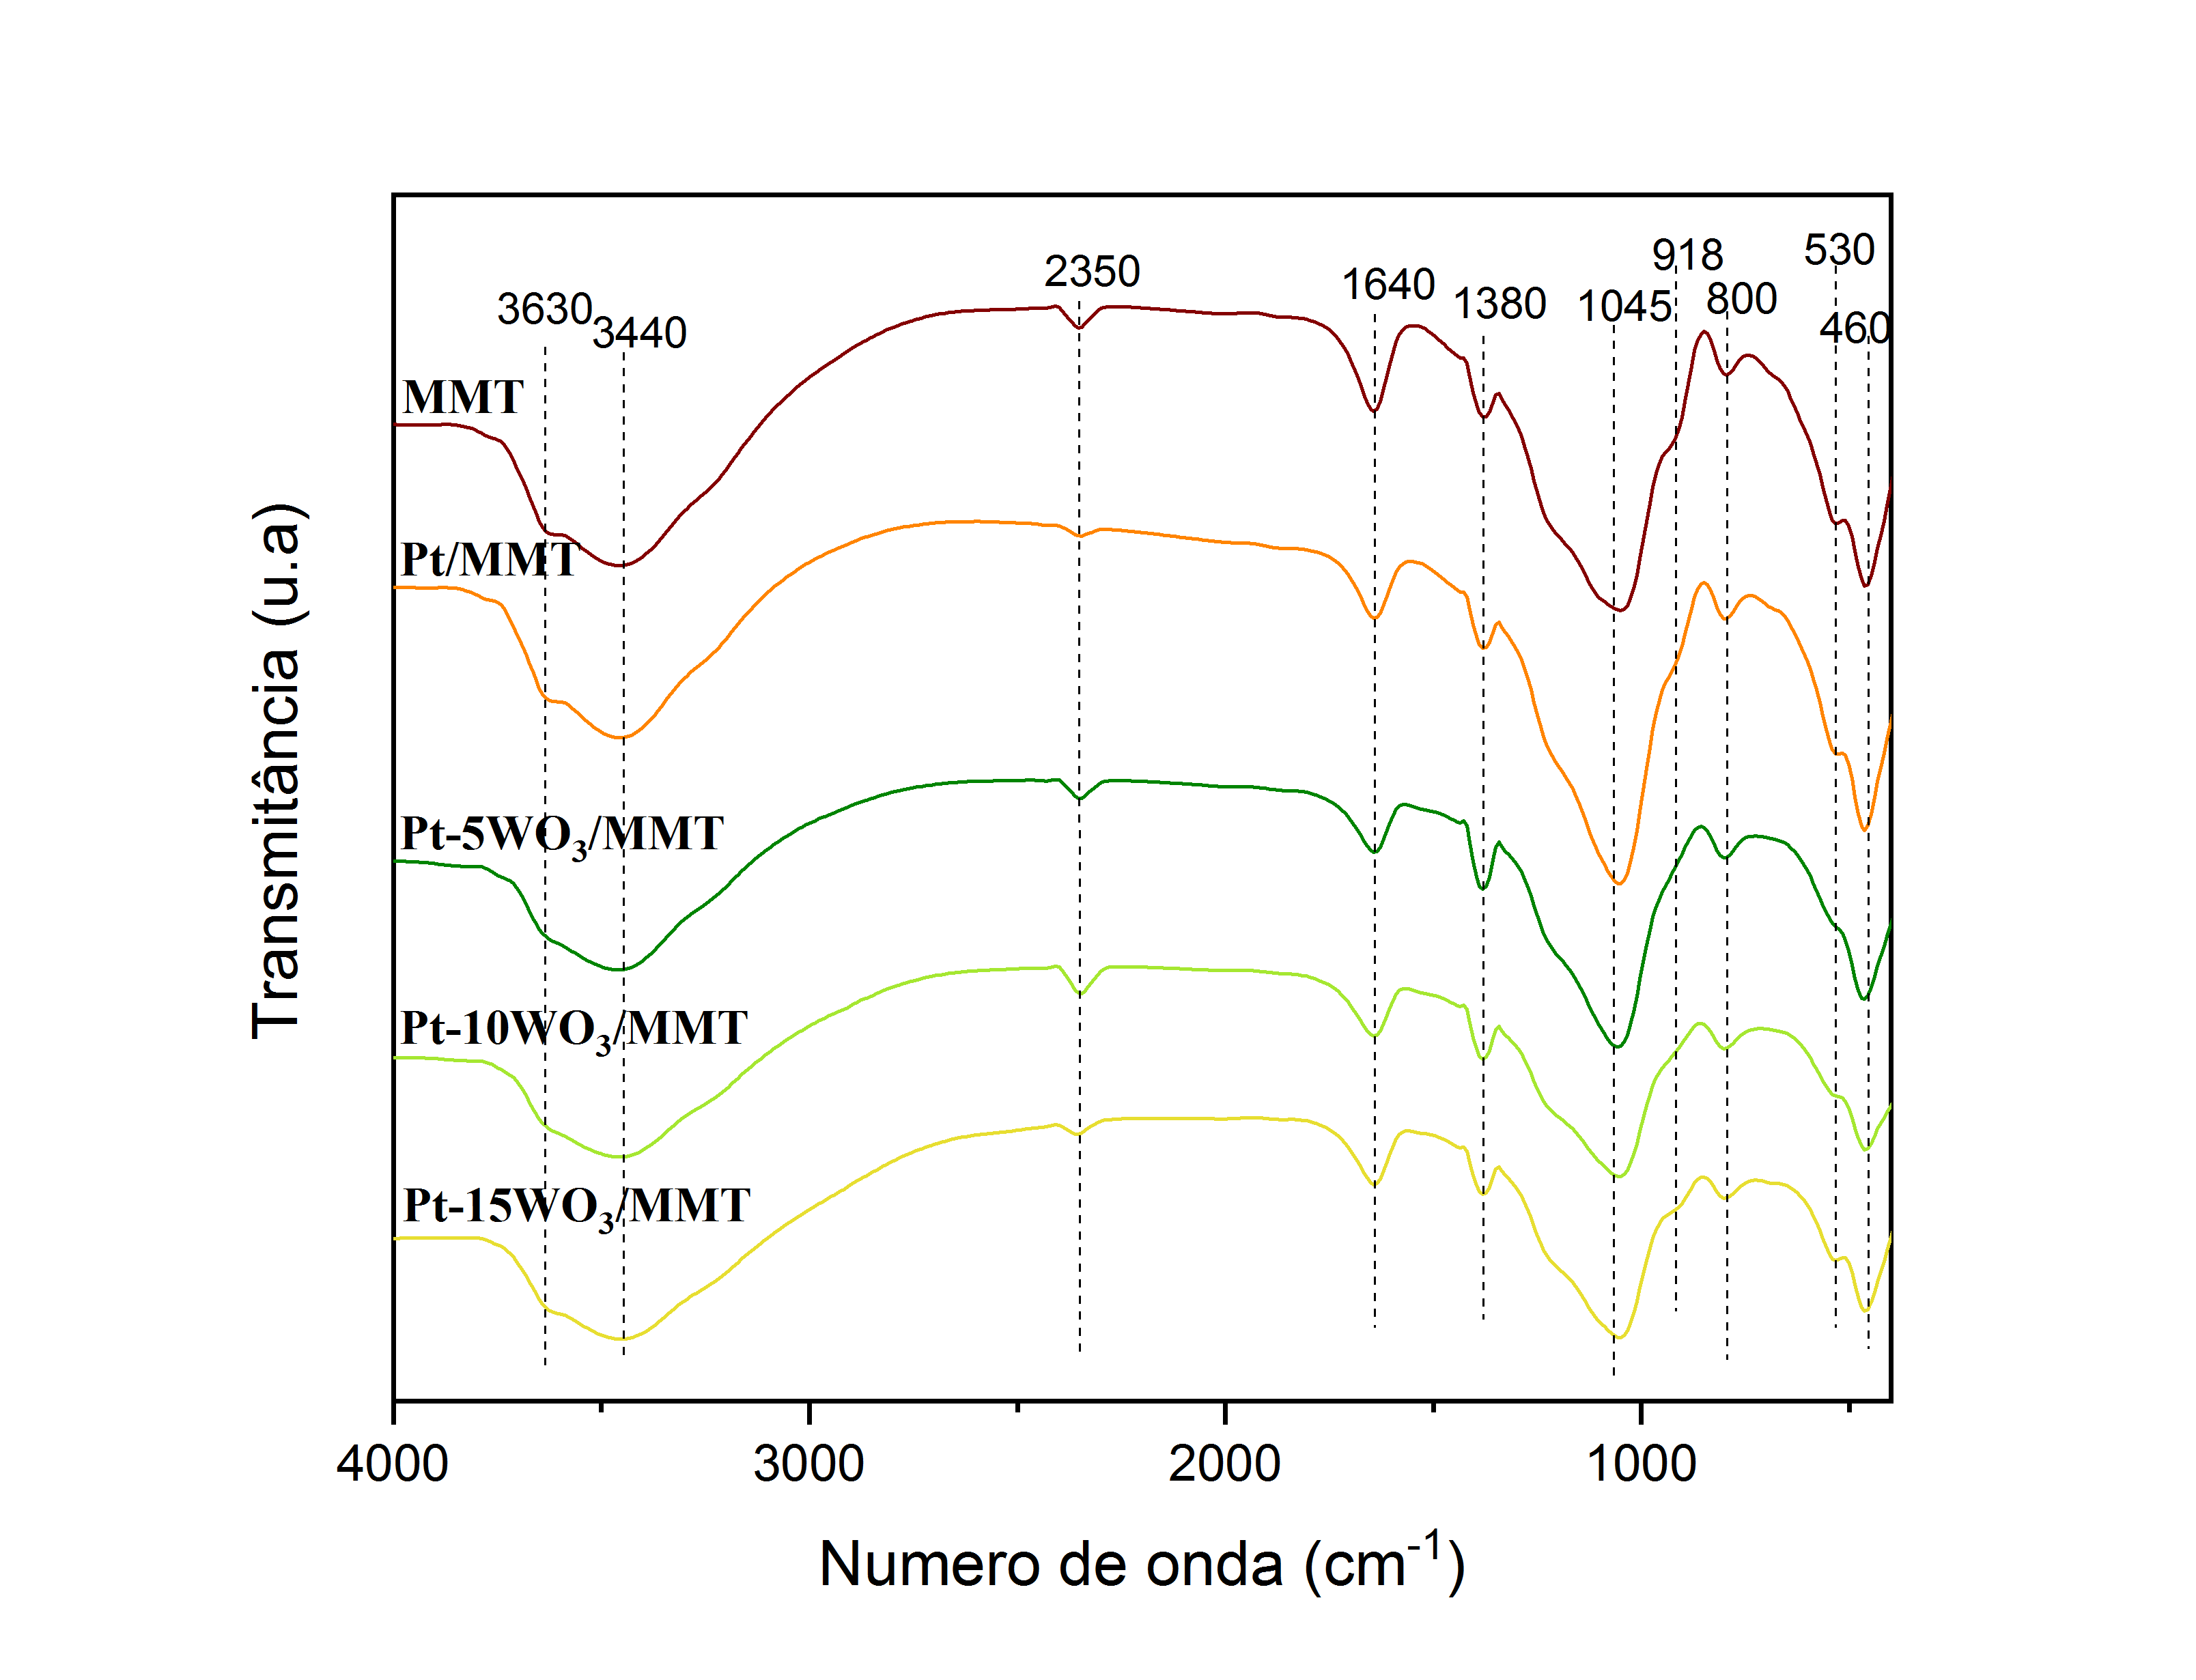 918
530
2350
1640
3630
3440
1380
1045
800
460
MMT
Pt/MMT
Pt-5WO₃/MMT
Pt-10WO₃/MMT
Pt-15WO₃/MMT
Transmitância (u.a)
4000
3000
2000
1000
Numero de onda (cm⁻¹)